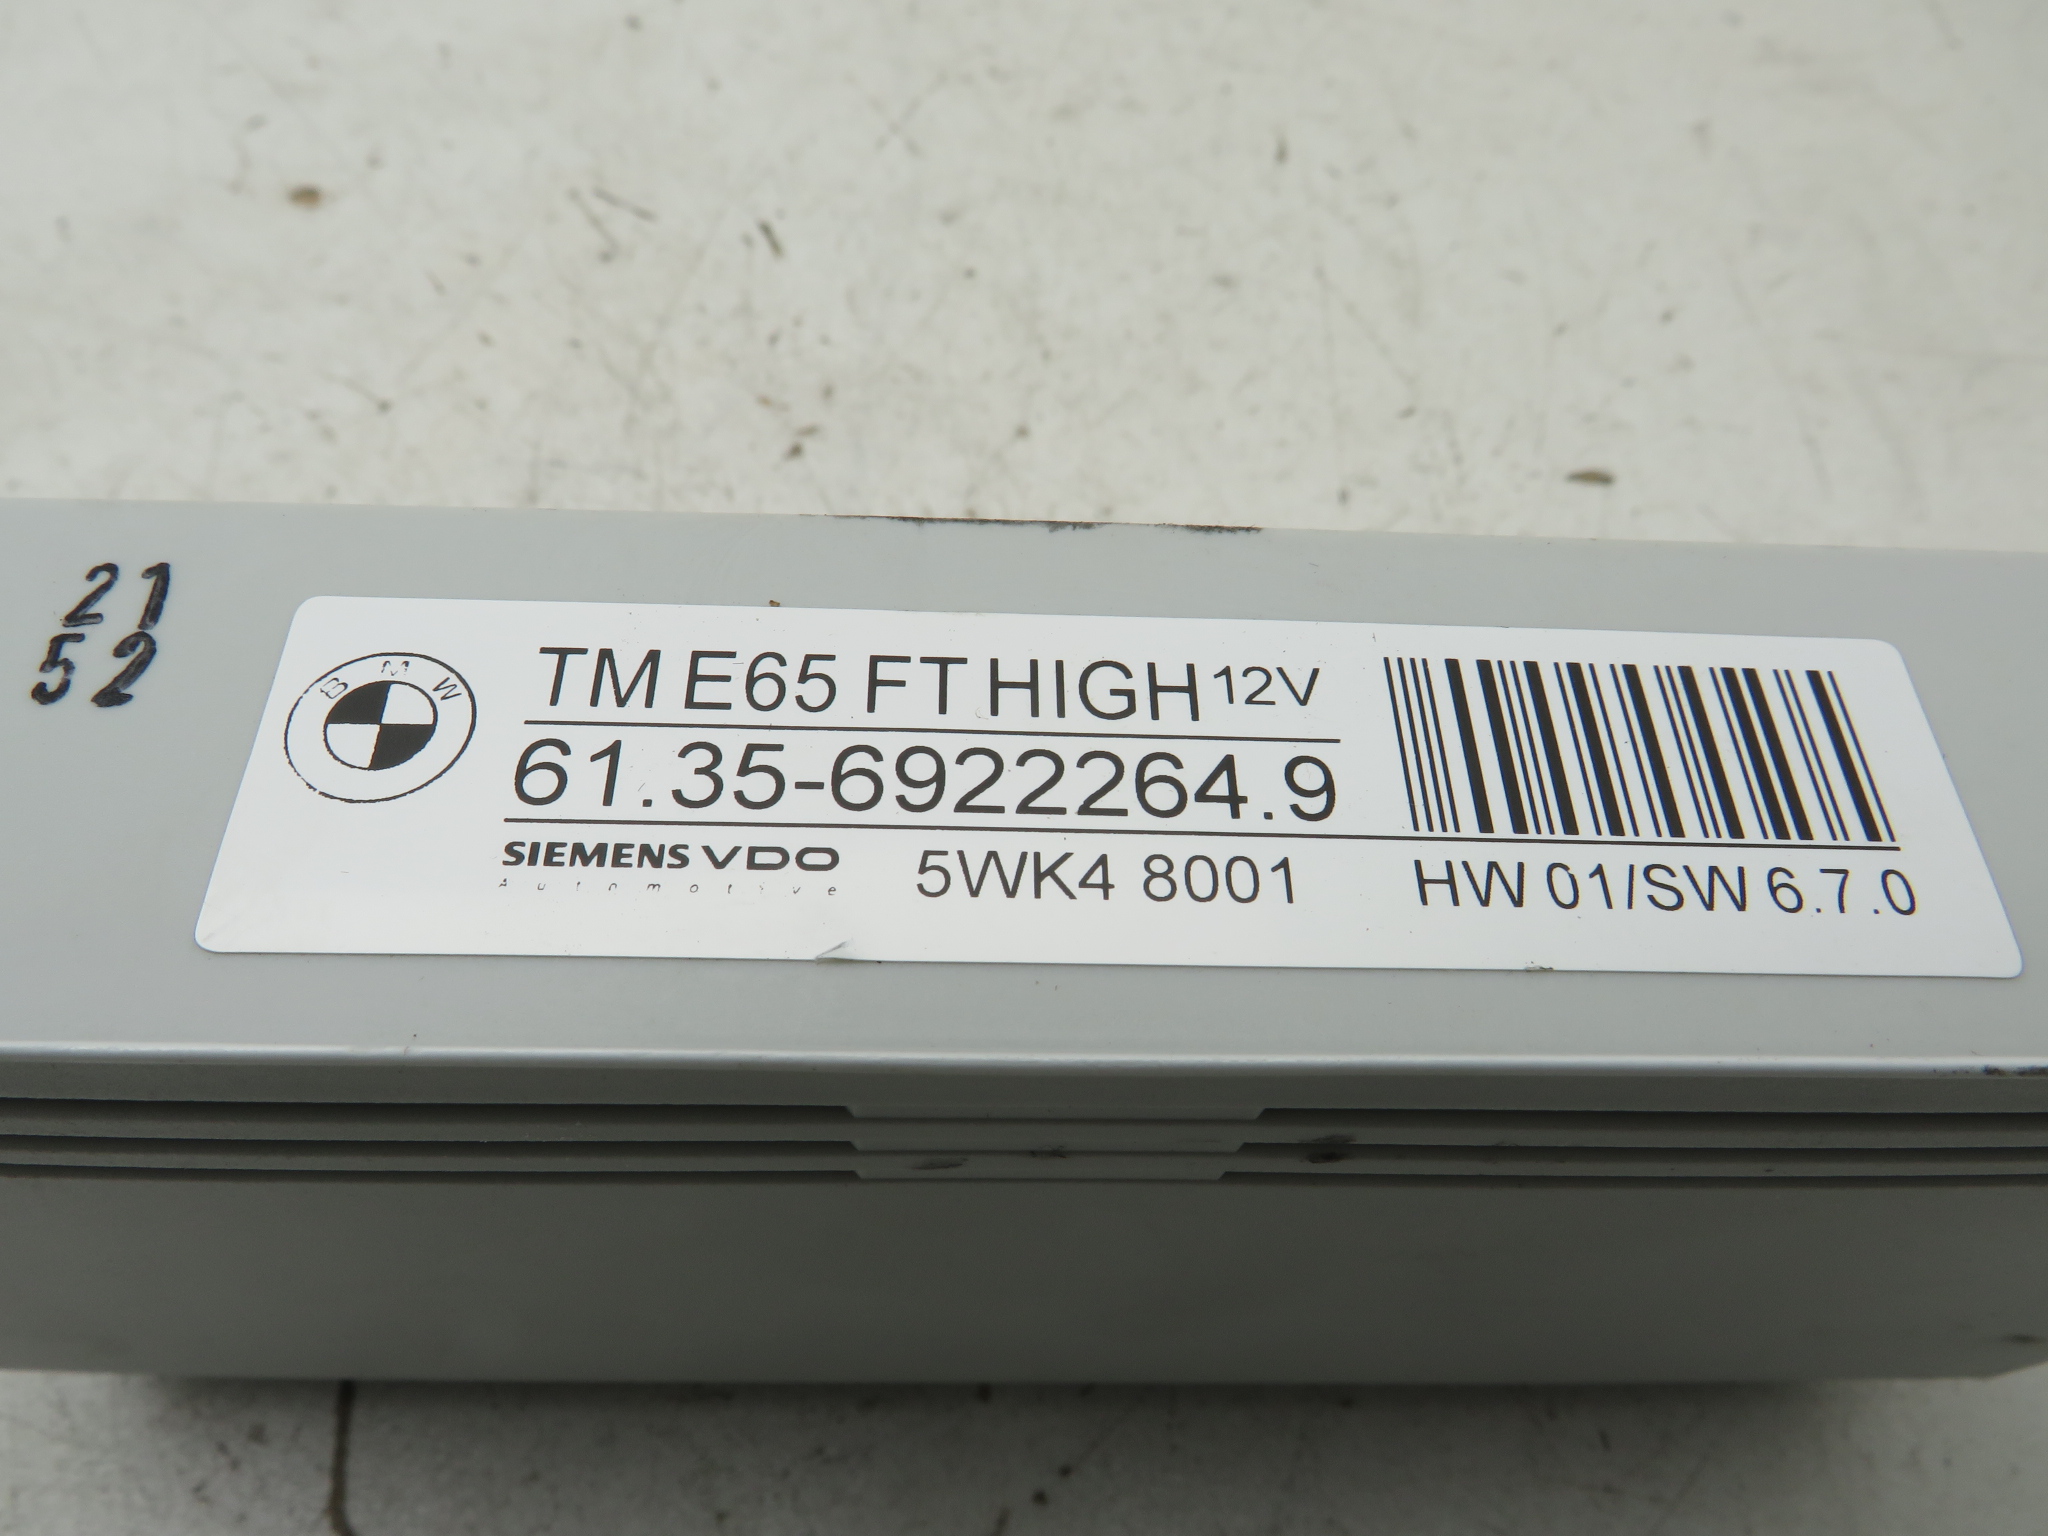 21
52
BMW
TM E65 FT HIGH 12V
61.35-6922264.9
SIEMENS VDO
Automotive
5WK4 8001
HW 01/SW 6.7.0